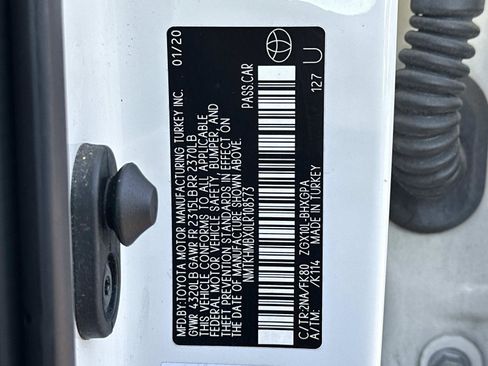 MFD.BY:TOYOTA MOTOR MANUFACTURING TURKEY INC. 01/20
GVWR 4320LB GAWR FR 2315LB RR 2370LB
THIS VEHICLE CONFORMS TO ALL APPLICABLE
FEDERAL MOTOR VEHICLE SAFETY, BUMPER, AND
THEFT PREVENTION STANDARDS IN EFFECT ON
THE DATE OF MANUFACTURE SHOWN ABOVE.
NMTKHMBX0LR108573 PASS.CAR
C/TR:2NA/FK80 ZGX10L-BHXGPA 127 U
A/TM: /K114 MADE IN TURKEY